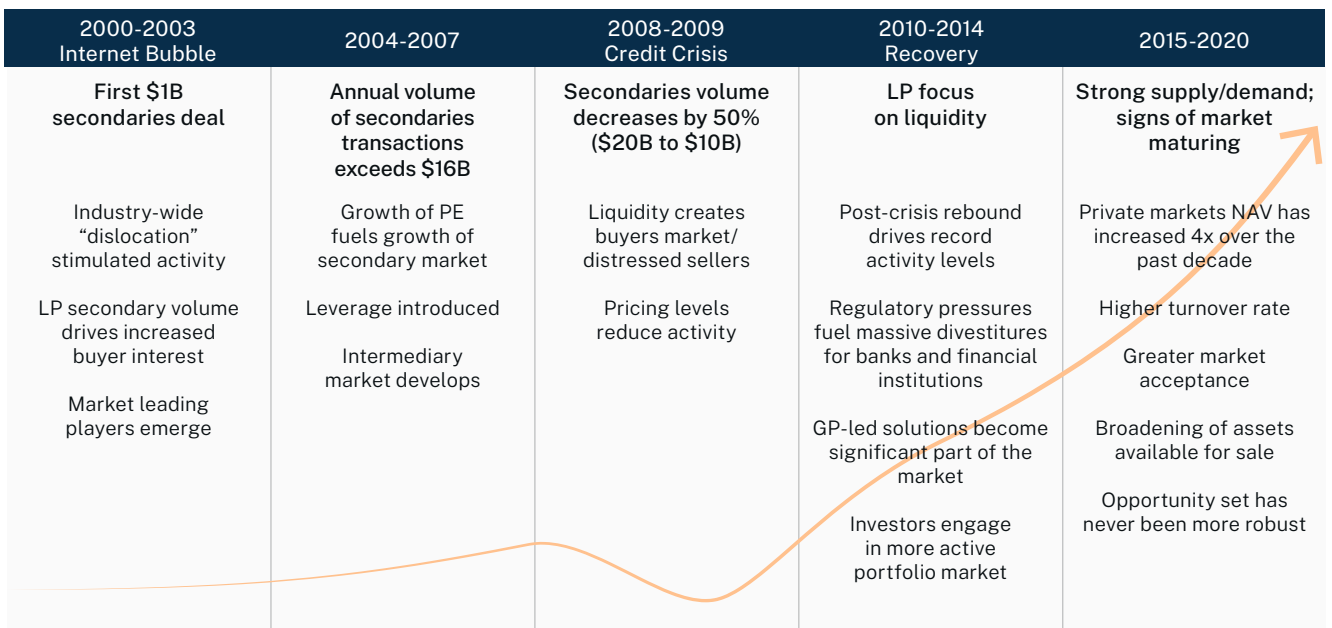 2000-2003
Internet Bubble
First $1B
secondaries deal
Industry-wide
“dislocation”
stimulated activity
LP secondary volume
drives increased
buyer interest
Market leading
players emerge
2004-2007
Annual volume
of secondaries
transactions
exceeds $16B
Growth of PE
fuels growth of
secondary market
Leverage introduced
Intermediary
market develops
2008-2009
Credit Crisis
Secondaries volume
decreases by 50%
($20B to $10B)
Liquidity creates
buyers market/
distressed sellers
Pricing levels
reduce activity
2010-2014
Recovery
LP focus
on liquidity
Post-crisis rebound
drives record
activity levels
Regulatory pressures
fuel massive divestitures
for banks and financial
institutions
GP-led solutions become
significant part of the
market
Investors engage
in more active
portfolio market
2015-2020
Strong supply/demand;
signs of market
maturing
Private markets NAV has
increased 4x over the
past decade
Higher turnover rate
Greater market
acceptance
Broadening of assets
available for sale
Opportunity set has
never been more robust